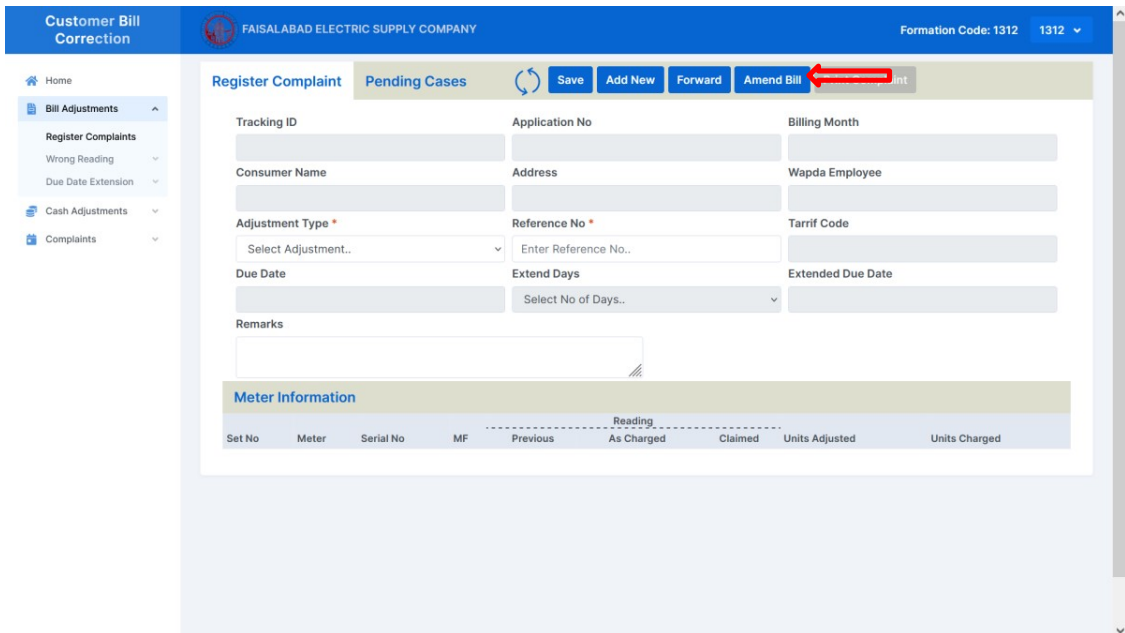 Customer Bill
Correction
FAISALABAD ELECTRIC SUPPLY COMPANY
Formation Code: 1312
1312
Home
Bill Adjustments
Register Complaints
Wrong Reading
Due Date Extension
Cash Adjustments
Complaints
Register Complaint
Pending Cases
Save
Add New
Forward
Amend Bill
Tracking ID
Application No
Billing Month
Consumer Name
Address
Wapda Employee
Adjustment Type *
Reference No *
Tarrif Code
Select Adjustment..
Enter Reference No..
Due Date
Extend Days
Extended Due Date
Select No of Days..
Remarks
Meter Information
Reading
Set No Meter Serial No MF Previous As Charged Claimed Units Adjusted Units Charged